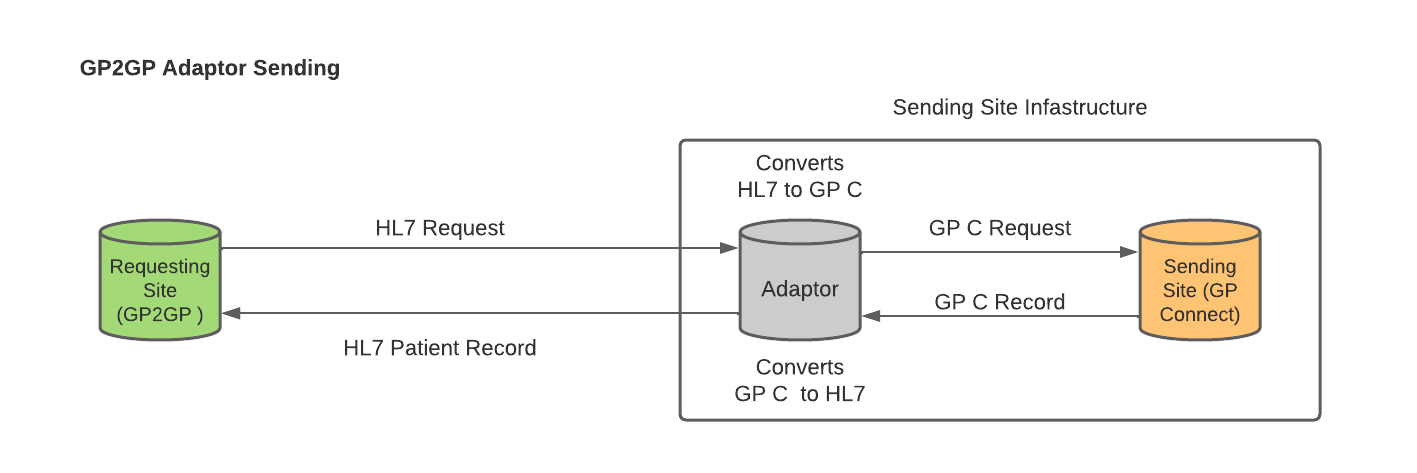 GP2GP Adaptor Sending
Sending Site Infastructure
Converts
HL7 to GP C
HL7 Request
GP C Request
Requesting
Site
(GP2GP )
Adaptor
Sending
Site (GP
Connect)
GP C Record
HL7 Patient Record
Converts
GP C  to HL7